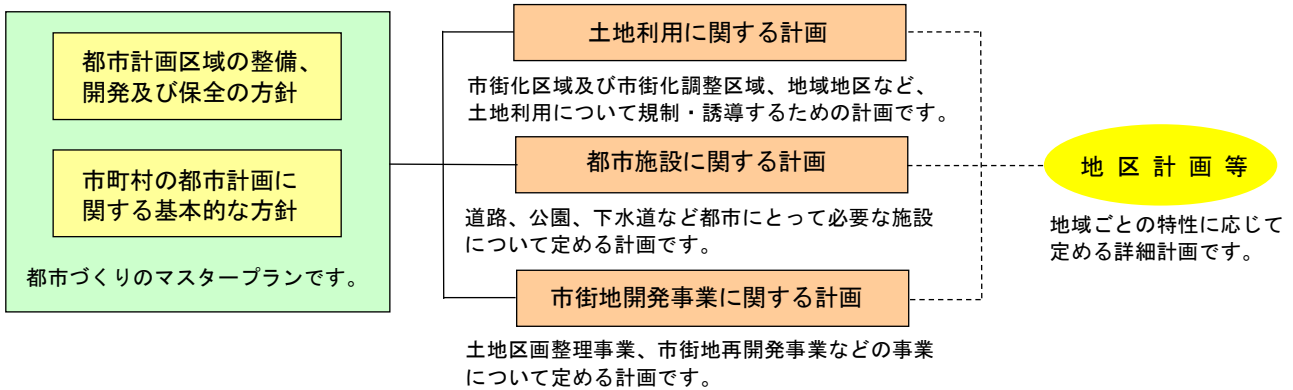 都市計画区域の整備、
開発及び保全の方針
市町村の都市計画に
関する基本的な方針
都市づくりのマスタープランです。
土地利用に関する計画
市街化区域及び市街化調整区域、地域地区など、
土地利用について規制・誘導するための計画です。
都市施設に関する計画
道路、公園、下水道など都市にとって必要な施設
について定める計画です。
市街地開発事業に関する計画
土地区画整理事業、市街地再開発事業などの事業
について定める計画です。
地区計画等
地域ごとの特性に応じて
定める詳細計画です。